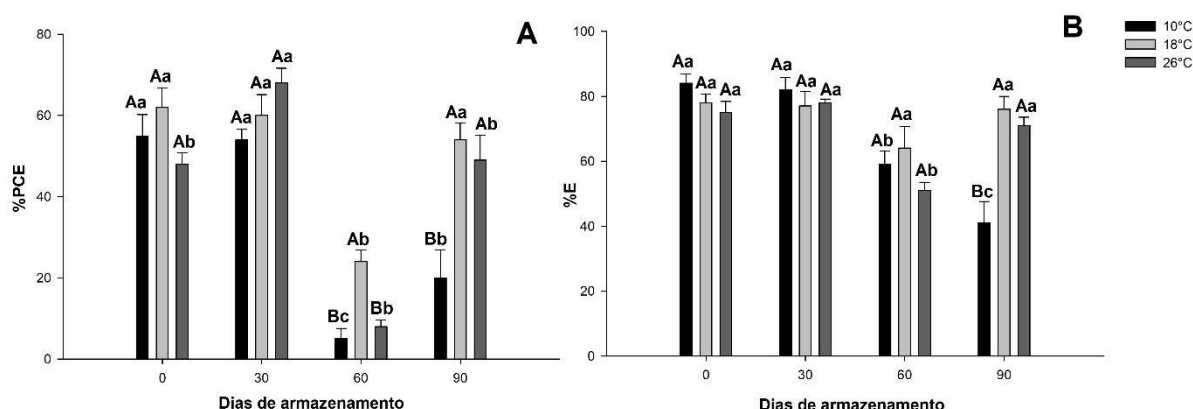 A
%PCE
80
60
40
20
0
Aa Aa Ab
Aa Aa Aa
Bc Ab Bb
Bb Aa Ab
0 30 60 90
Dias de armazenamento
B
%E
100
80
60
40
20
0
Aa Aa Aa
Aa Aa Aa
Ab Aa Ab
Bc Aa Aa
0 30 60 90
Dias de armazenamento
10°C
18°C
26°C